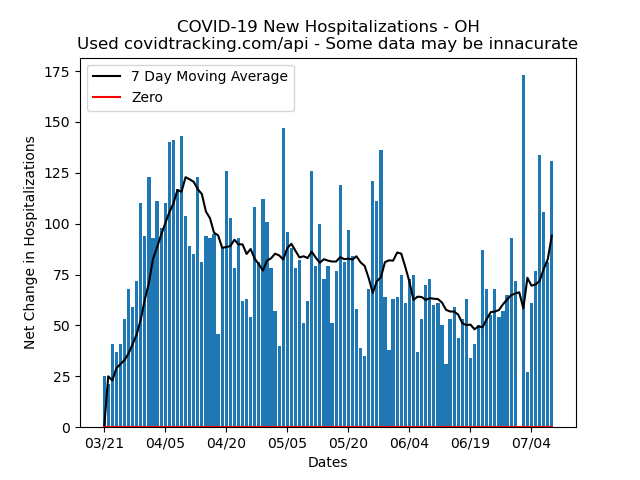 COVID-19 New Hospitalizations - OH
Used covidtracking.com/api - Some data may be innacurate
7 Day Moving Average
Zero
Net Change in Hospitalizations
175
150
125
100
75
50
25
0
03/21 04/05 04/20 05/05 05/20 06/04 06/19 07/04
Dates